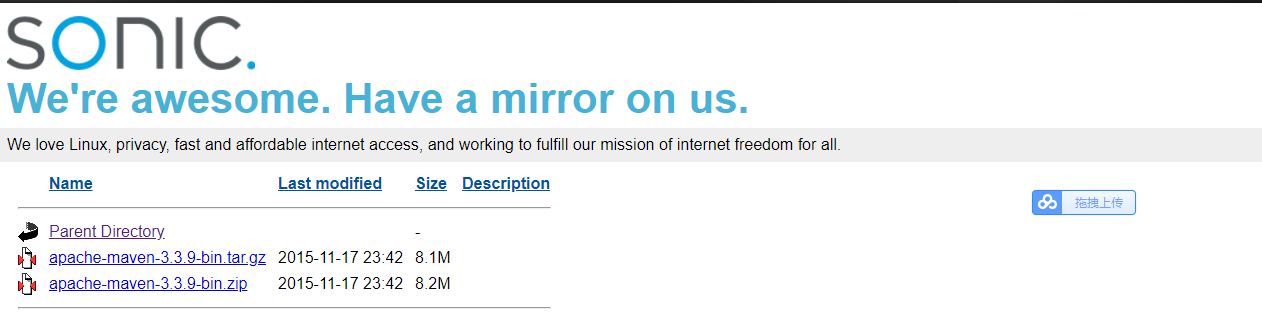 SONIC.
We're awesome. Have a mirror on us.
We love Linux, privacy, fast and affordable internet access, and working to fulfill our mission of internet freedom for all.
Name Last modified Size Description
拖拽上传
Parent Directory -
apache-maven-3.3.9-bin.tar.gz 2015-11-17 23:42 8.1M
apache-maven-3.3.9-bin.zip 2015-11-17 23:42 8.2M